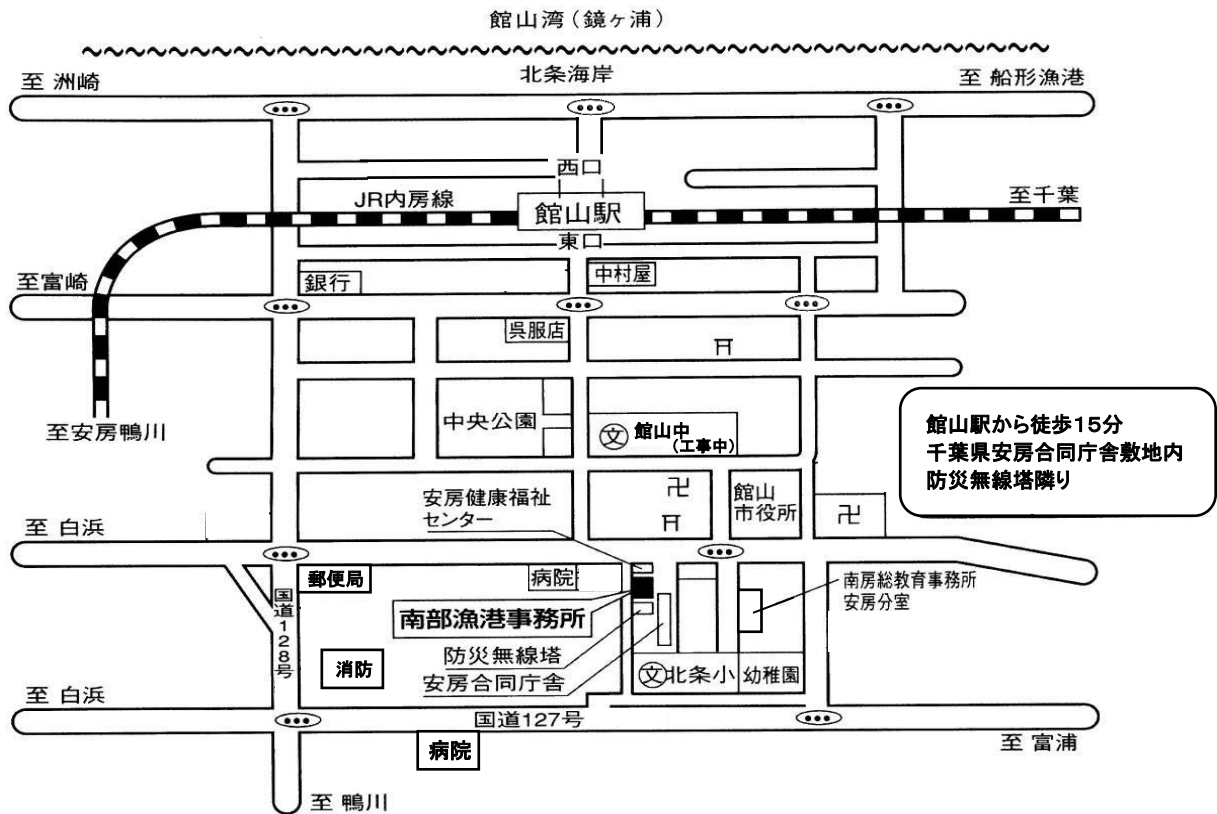 館山湾(鏡ヶ浦)
北条海岸
至 洲崎
至 船形漁港
西口
JR内房線
館山駅
至千葉
東口
至富崎
銀行
中村屋
呉服店
中央公園
文 館山中
(工事中)
至安房鴨川
館山駅から徒歩15分
千葉県安房合同庁舎敷地内
防災無線塔隣り
安房健康福祉
センター
館山
市役所
至 白浜
郵便局
病院
国道128号
南部漁港事務所
南房総教育事務所
安房分室
防災無線塔
消防
安房合同庁舎
文 北条小
幼稚園
至 白浜
国道127号
病院
至 富浦
至 鴨川